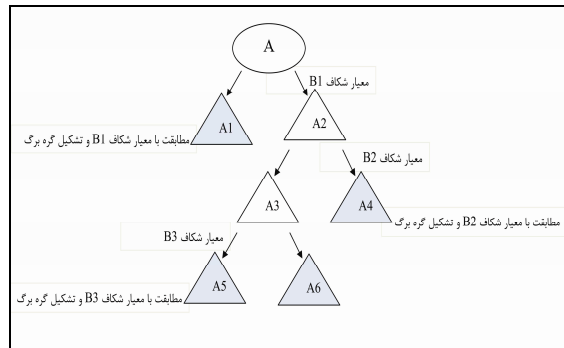 A
معیار شکاف B1
A1
A2
مطابقت با معیار شکاف B1 و تشکیل گره برگ
معیار شکاف B2
A3
A4
مطابقت با معیار شکاف B2 و تشکیل گره برگ
معیار شکاف B3
A5
A6
مطابقت با معیار شکاف B3 و تشکیل گره برگ